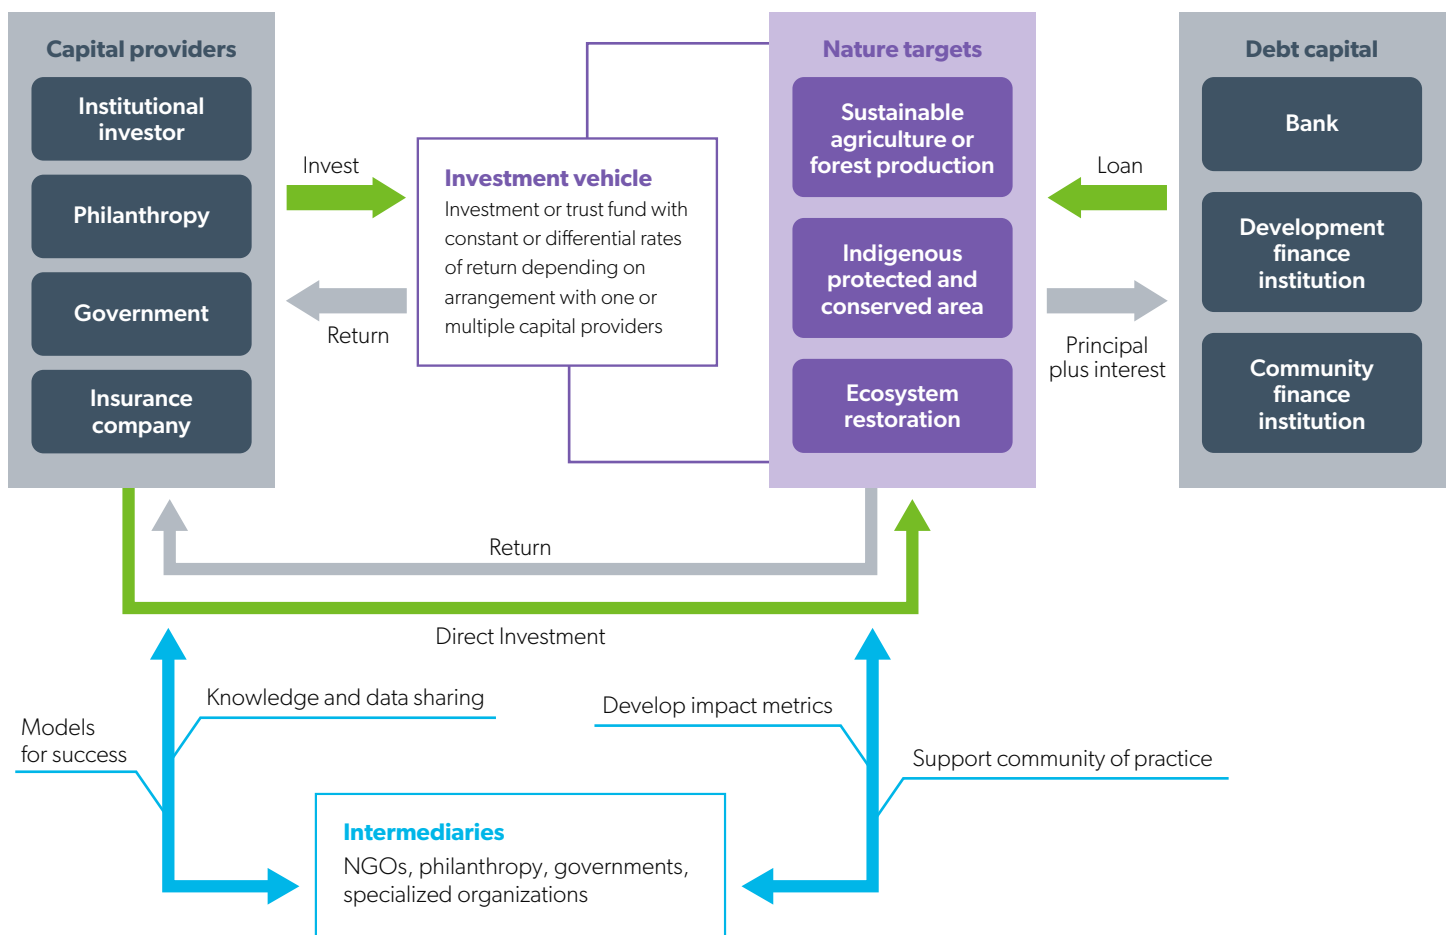 Capital providers
Institutional
investor
Philanthropy
Government
Insurance
company
Invest
Return
Investment vehicle
Investment or trust fund with
constant or differential rates
of return depending on
arrangement with one or
multiple capital providers
Nature targets
Sustainable
agriculture or
forest production
Indigenous
protected and
conserved area
Ecosystem
restoration
Loan
Principal
plus interest
Debt capital
Bank
Development
finance
institution
Community
finance
institution
Return
Direct Investment
Knowledge and data sharing
Models
for success
Develop impact metrics
Support community of practice
Intermediaries
NGOs, philanthropy, governments,
specialized organizations